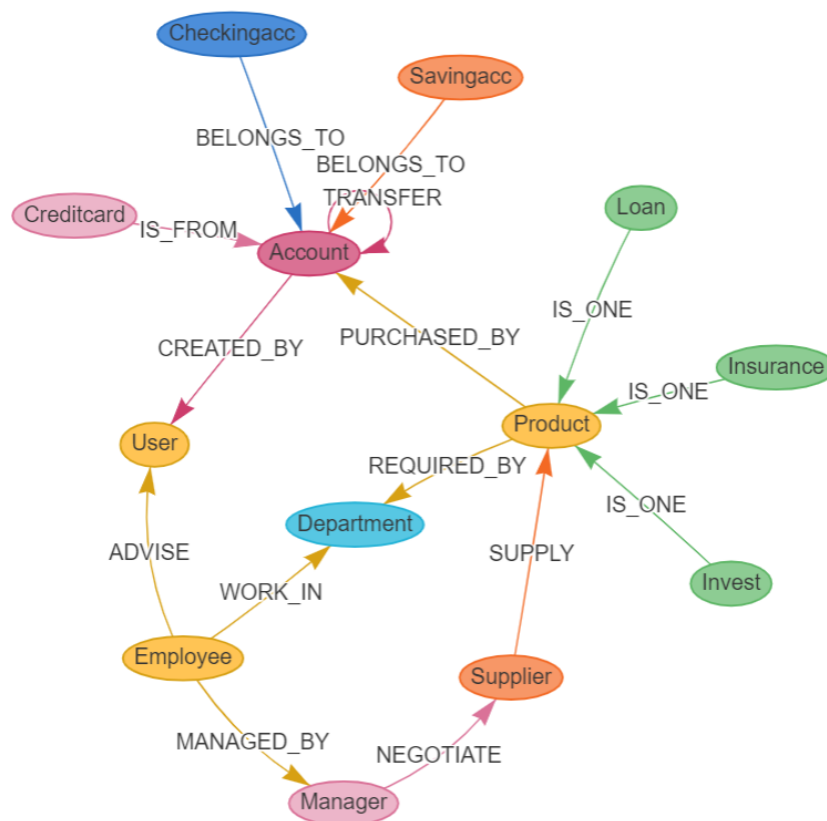 Checkingacc
Savingacc
BELONGS_TO
BELONGS_TO
TRANSFER
Creditcard
IS_FROM
Loan
Account
IS_ONE
PURCHASED_BY
CREATED_BY
Insurance
IS_ONE
Product
User
REQUIRED_BY
IS_ONE
Department
ADVISE
SUPPLY
WORK_IN
Invest
Employee
Supplier
MANAGED_BY
NEGOTIATE
Manager